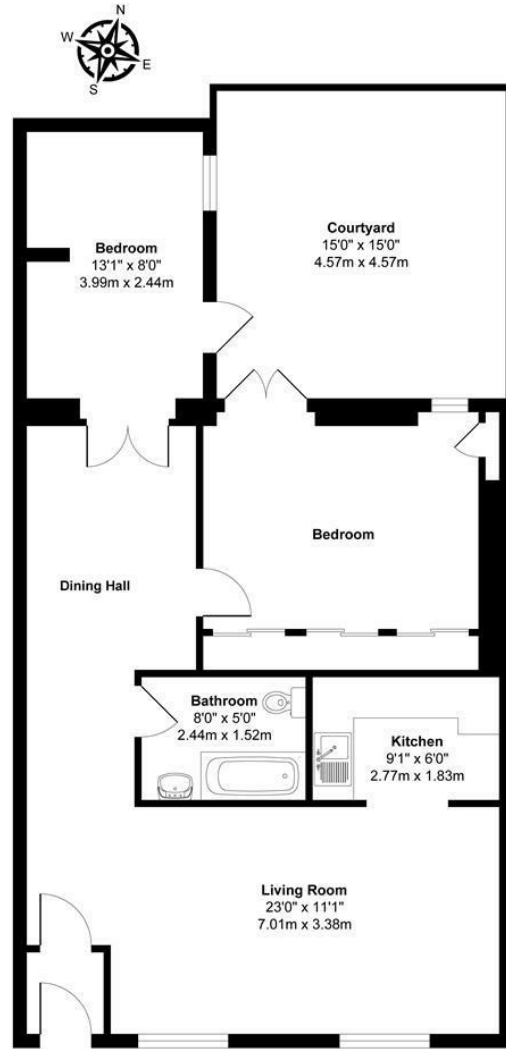 N
W
E
S
Courtyard
15'0" x 15'0"
4.57m x 4.57m
Bedroom
13'1" x 8'0"
3.99m x 2.44m
Bedroom
Dining Hall
Bathroom
8'0" x 5'0"
2.44m x 1.52m
Kitchen
9'1" x 6'0"
2.77m x 1.83m
Living Room
23'0" x 11'1"
7.01m x 3.38m